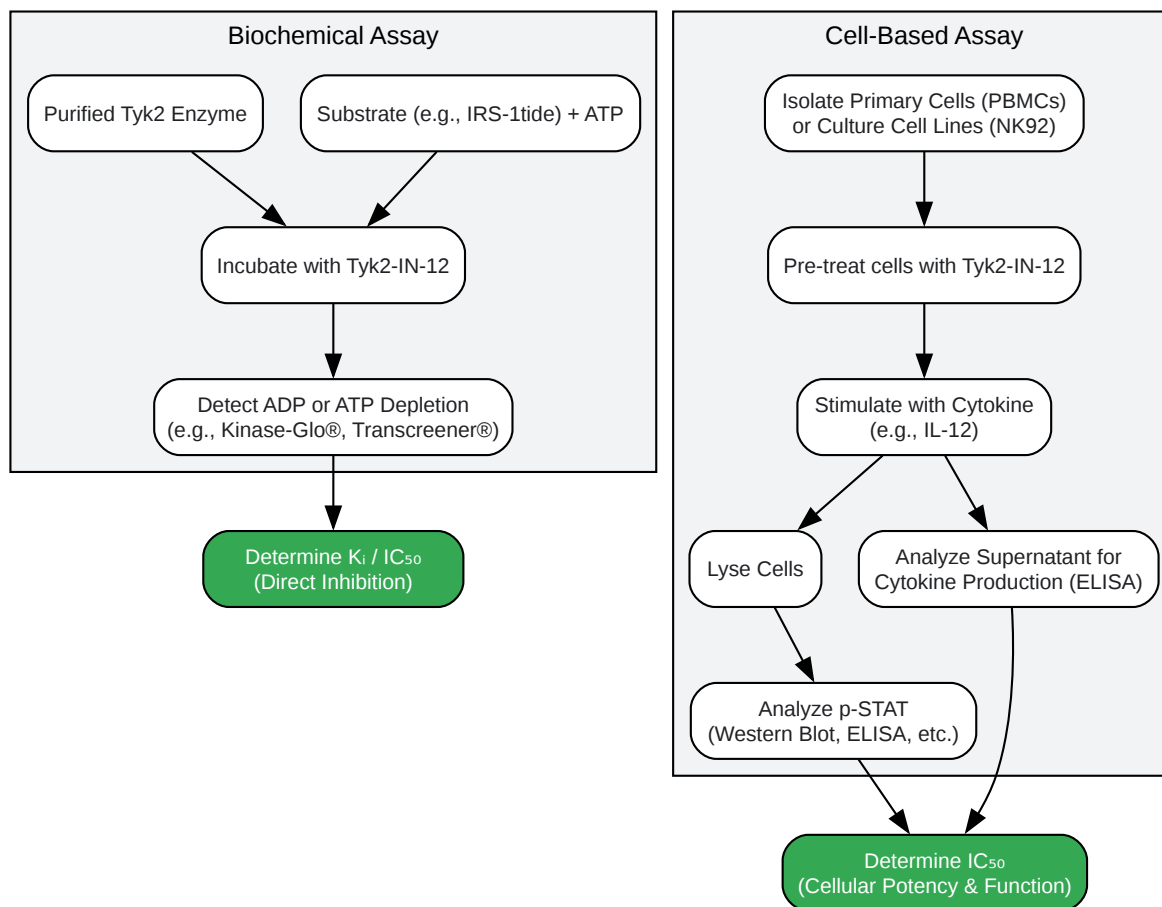 Biochemical Assay
Purified Tyk2 Enzyme
Substrate (e.g., IRS-1tide) + ATP
Incubate with Tyk2-IN-12
Detect ADP or ATP Depletion
(e.g., Kinase-Glo®, Transcreener®)
Determine Kᵢ / IC₅₀
(Direct Inhibition)
Cell-Based Assay
Isolate Primary Cells (PBMCs)
or Culture Cell Lines (NK92)
Pre-treat cells with Tyk2-IN-12
Stimulate with Cytokine
(e.g., IL-12)
Lyse Cells
Analyze Supernatant for
Cytokine Production (ELISA)
Analyze p-STAT
(Western Blot, ELISA, etc.)
Determine IC₅₀
(Cellular Potency & Function)